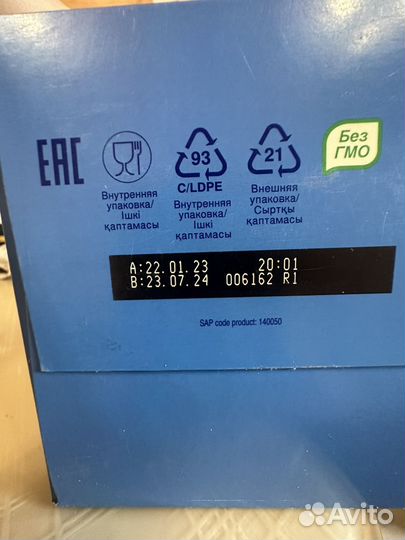 EAC
93
C/LDPE
21
Без
ГМО
Внутренняя
упаковка/
Ішкі
қаптамасы
Внутренняя
упаковка/
Ішкі
қаптамасы
Внешняя
упаковка/
Сыртқы
қаптамасы
A:22.01.23 20:01
B:23.07.24 006162 R1
SAP code product: 140050
Avito